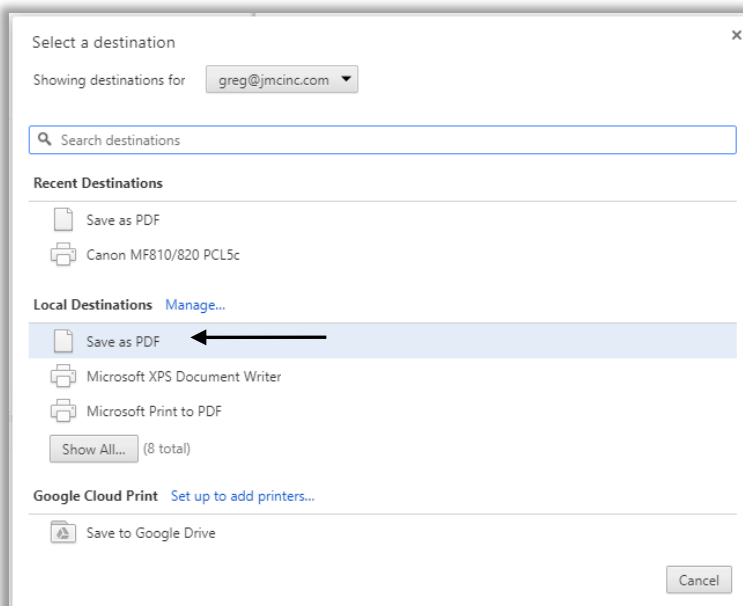 Select a destination
Showing destinations for greg@jmcinc.com
Search destinations
Recent Destinations
Save as PDF
Canon MF810/820 PCL5c
Local Destinations Manage...
Save as PDF
Microsoft XPS Document Writer
Microsoft Print to PDF
Show All... (8 total)
Google Cloud Print Set up to add printers...
Save to Google Drive
Cancel